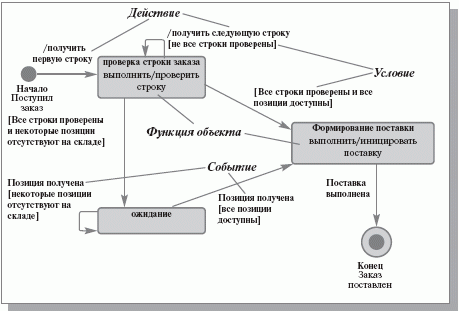 Действие
/получить следующую строку
[не все строки проверены]
/получить
первую строку
проверка строки заказа
выполнить/проверить
строку
Условие
Начало
Поступил
заказ
[Все строки проверены и все
позиции доступны]
[Все строки проверены
и некоторые позиции
отсутствуют на складе]
Функция объекта
Формирование поставки
выполнить/инициировать
поставку
Событие
Позиция получена
[некоторые позиции
отсутствуют на
складе]
Позиция получена
[все позиции
доступны]
Поставка
выполнена
ожидание
Конец
Заказ
поставлен